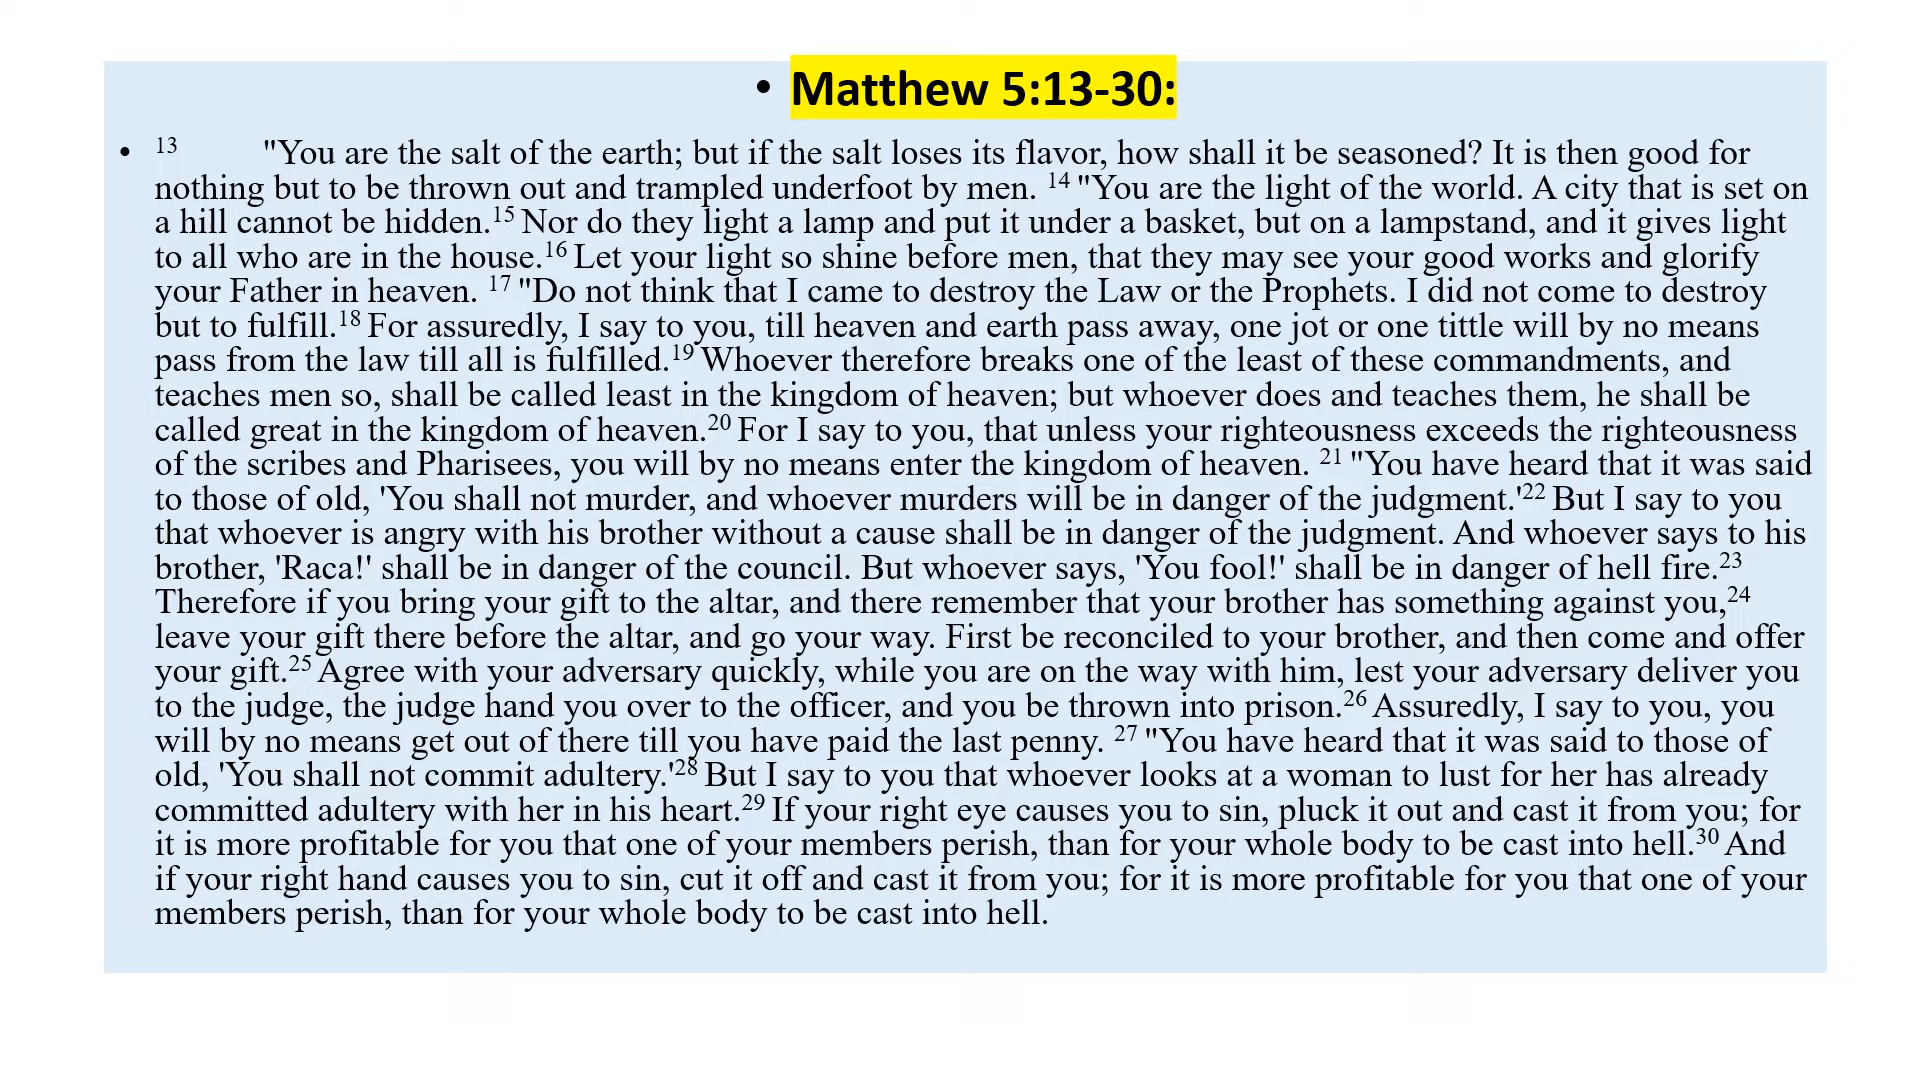 • Matthew 5:13-30:
• 13 "You are the salt of the earth; but if the salt loses its flavor, how shall it be seasoned? It is then good for
nothing but to be thrown out and trampled underfoot by men. 14 "You are the light of the world. A city that is set on
a hill cannot be hidden.15 Nor do they light a lamp and put it under a basket, but on a lampstand, and it gives light
to all who are in the house.16 Let your light so shine before men, that they may see your good works and glorify
your Father in heaven. 17 "Do not think that I came to destroy the Law or the Prophets. I did not come to destroy
but to fulfill.18 For assuredly, I say to you, till heaven and earth pass away, one jot or one tittle will by no means
pass from the law till all is fulfilled.19 Whoever therefore breaks one of the least of these commandments, and
teaches men so, shall be called least in the kingdom of heaven; but whoever does and teaches them, he shall be
called great in the kingdom of heaven.20 For I say to you, that unless your righteousness exceeds the righteousness
of the scribes and Pharisees, you will by no means enter the kingdom of heaven. 21 "You have heard that it was said
to those of old, 'You shall not murder, and whoever murders will be in danger of the judgment.'22 But I say to you
that whoever is angry with his brother without a cause shall be in danger of the judgment. And whoever says to his
brother, 'Raca!' shall be in danger of the council. But whoever says, 'You fool!' shall be in danger of hell fire.23
Therefore if you bring your gift to the altar, and there remember that your brother has something against you,24
leave your gift there before the altar, and go your way. First be reconciled to your brother, and then come and offer
your gift.25 Agree with your adversary quickly, while you are on the way with him, lest your adversary deliver you
to the judge, the judge hand you over to the officer, and you be thrown into prison.26 Assuredly, I say to you, you
will by no means get out of there till you have paid the last penny. 27 "You have heard that it was said to those of
old, 'You shall not commit adultery.'28 But I say to you that whoever looks at a woman to lust for her has already
committed adultery with her in his heart.29 If your right eye causes you to sin, pluck it out and cast it from you; for
it is more profitable for you that one of your members perish, than for your whole body to be cast into hell.30 And
if your right hand causes you to sin, cut it off and cast it from you; for it is more profitable for you that one of your
members perish, than for your whole body to be cast into hell.